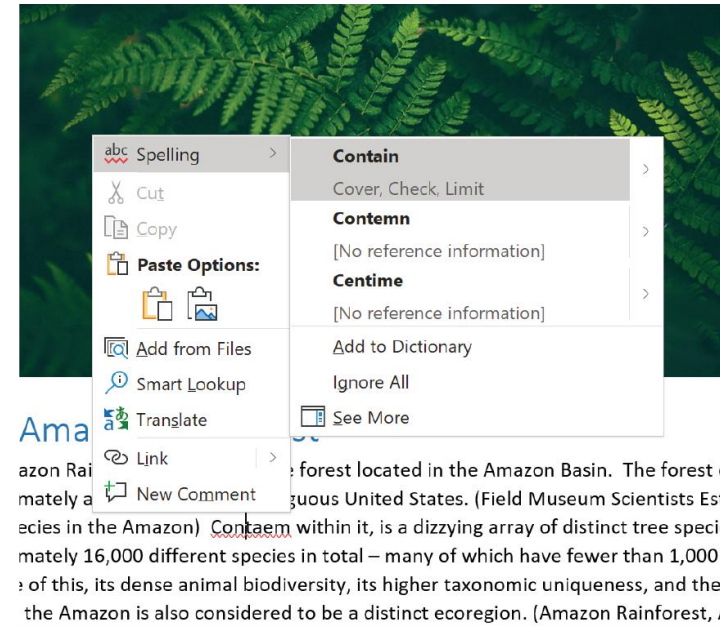 abc Spelling
Cut
Copy
Paste Options:
Add from Files
Smart Lookup
Translate
Link
New Comment
Contain
Cover, Check, Limit
Contemn
[No reference information]
Centime
[No reference information]
Add to Dictionary
Ignore All
See More
Ama
azon Rai forest located in the Amazon Basin. The forest
mately a guous United States. (Field Museum Scientists Es
ecies in the Amazon) Contaem within it, is a dizzying array of distinct tree speci
mately 16,000 different species in total – many of which have fewer than 1,000
of this, its dense animal biodiversity, its higher taxonomic uniqueness, and the
the Amazon is also considered to be a distinct ecoregion. (Amazon Rainforest,